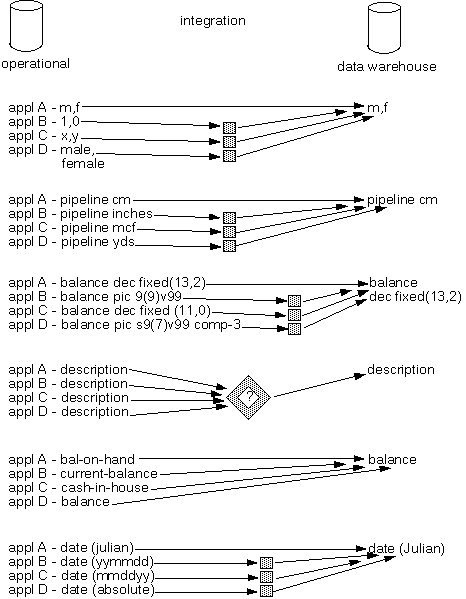 integration
operational
data warehouse
appl A - m,f
m,f
appl B - 1,0
appl C - x,y
appl D - male,
female
appl A - pipeline cm
pipeline cm
appl B - pipeline inches
appl C - pipeline mcf
appl D - pipeline yds
appl A - balance dec fixed(13,2)
balance
appl B - balance pic 9(9)v99
dec fixed(13,2)
appl C - balance dec fixed (11,0)
appl D - balance pic s9(7)v99 comp-3
appl A - description
description
appl B - description
appl C - description
?
appl D - description
appl A - bal-on-hand
balance
appl B - current-balance
appl C - cash-in-house
appl D - balance
appl A - date (julian)
date (Julian)
appl B - date (yymmdd)
appl C - date (mmddyy)
appl D - date (absolute)